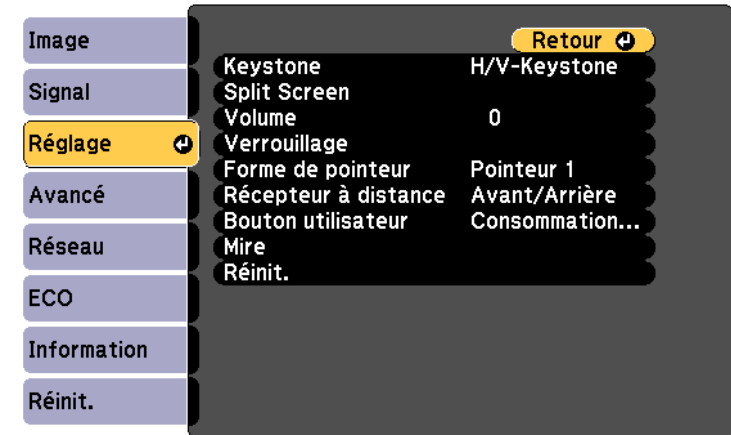 Image
Signal
Réglage
Avancé
Réseau
ECO
Information
Réinit.
Retour
Keystone H/V-Keystone
Split Screen
Volume 0
Verrouillage
Forme de pointeur Pointeur 1
Récepteur à distance Avant/Arrière
Bouton utilisateur Consommation...
Mire
Réinit.